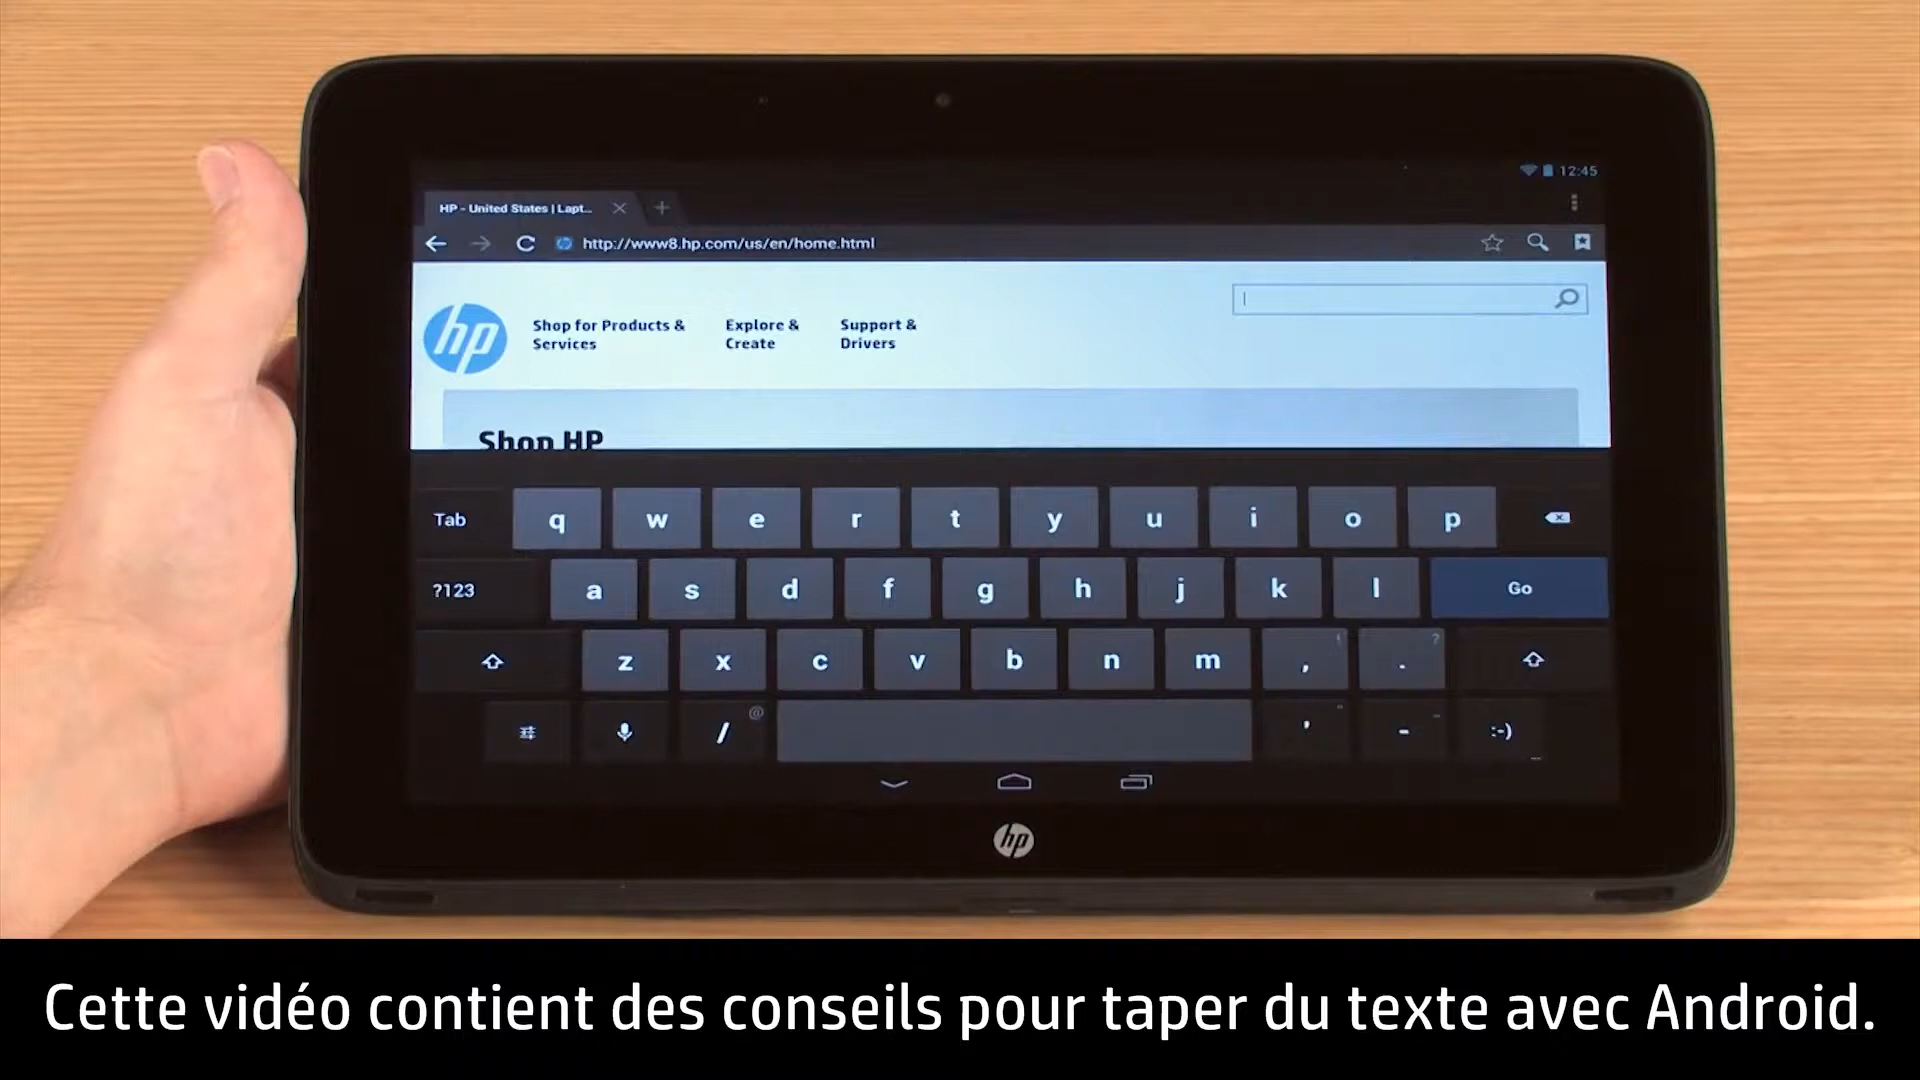 12:45
HP - United States | Lapt...
http://www8.hp.com/us/en/home.html
hp
Shop for Products &
Services
Explore &
Create
Support &
Drivers
Shop HP
Tab q w e r t y u i o p
?123 a s d f g h j k l Go
z x c v b n m , ! . ?
/ @ ' " - _ :-)
hp
Cette vidéo contient des conseils pour taper du texte avec Android.